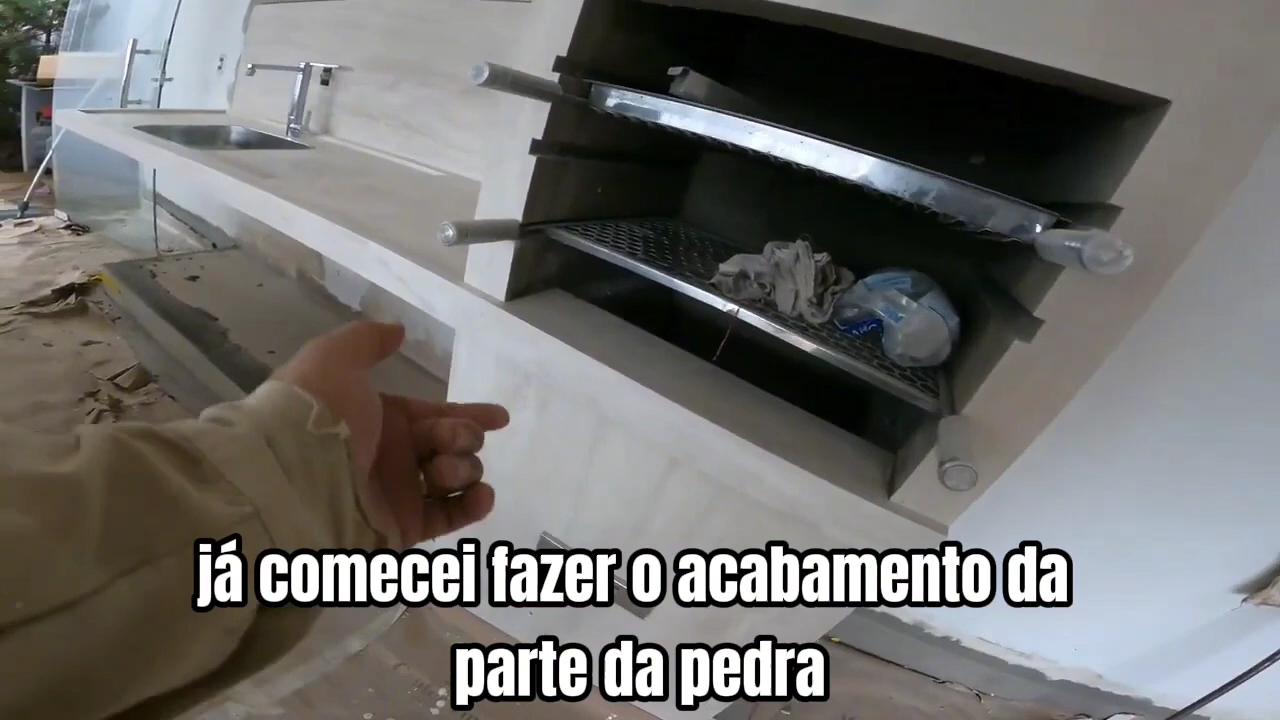 já comecei fazer o acabamento da
parte da pedra